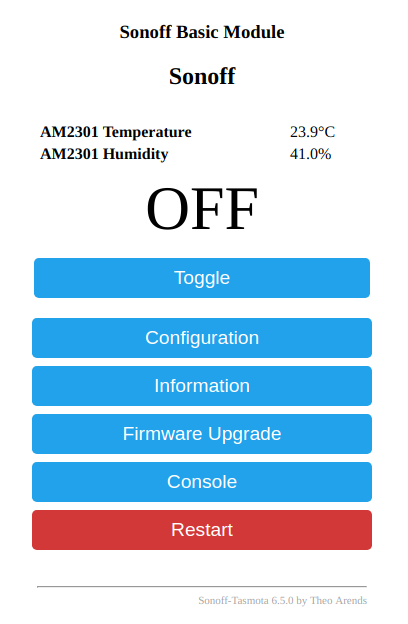 Sonoff Basic Module
Sonoff
AM2301 Temperature 23.9°C
AM2301 Humidity 41.0%
OFF
Toggle
Configuration
Information
Firmware Upgrade
Console
Restart
Sonoff-Tasmota 6.5.0 by Theo Arends